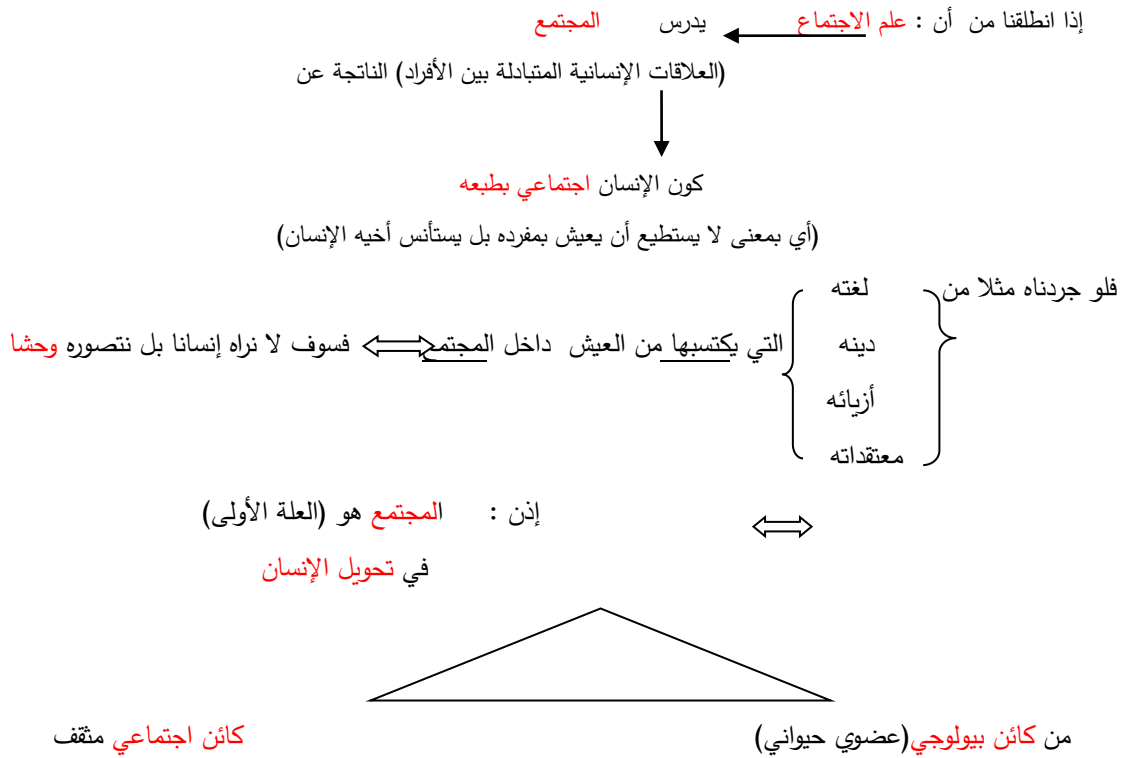 إذا انطلقنا من أن : علم الاجتماع يدرس المجتمع
(العلاقات الإنسانية المتبادلة بين الأفراد) الناتجة عن
كون الإنسان اجتماعي بطبعه
(أي بمعنى لا يستطيع أن يعيش بمفرده بل يستأنس أخيه الإنسان)
فلو جردناه مثلا من لغته
دينه التي يكتسبها من العيش داخل المجتمع فسوف لا نراه إنسانا بل نتصوره وحشا
أزيائه
معتقداته
إذن : المجتمع هو (العلة الأولى)
في تحويل الإنسان
من كائن بيولوجي(عضوي حيواني) كائن اجتماعي مثقف